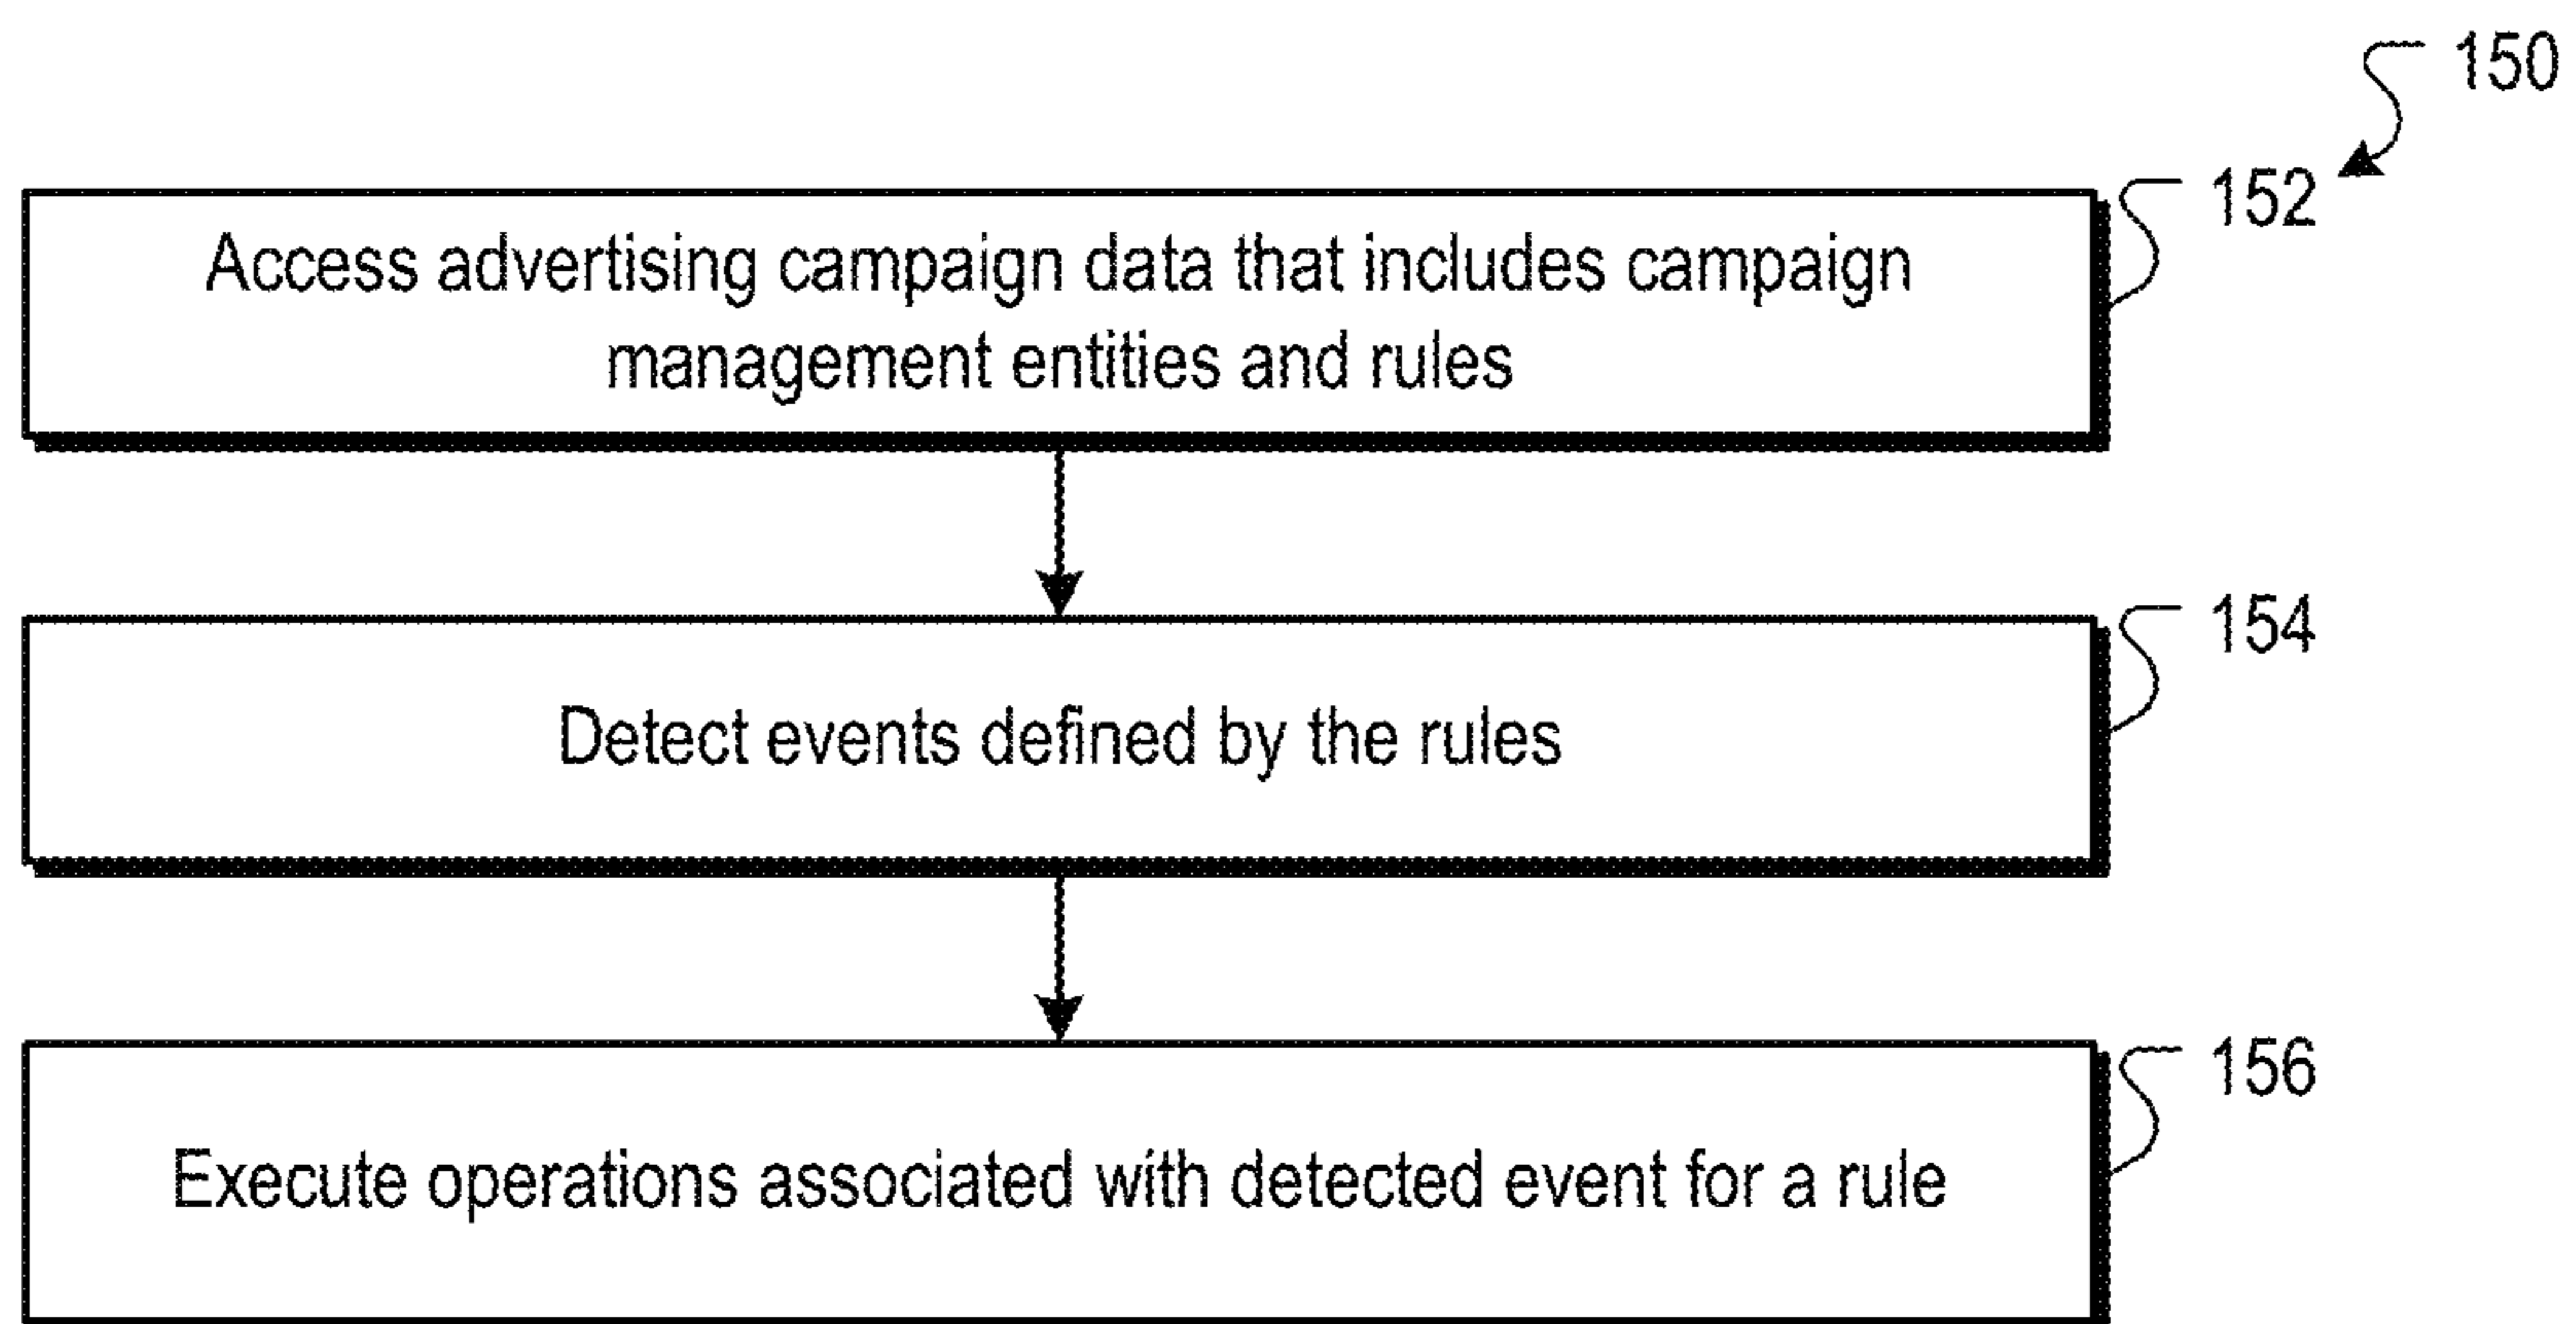 150
152
Access advertising campaign data that includes campaign
management entities and rules
154
Detect events defined by the rules
156
Execute operations associated with detected event for a rule